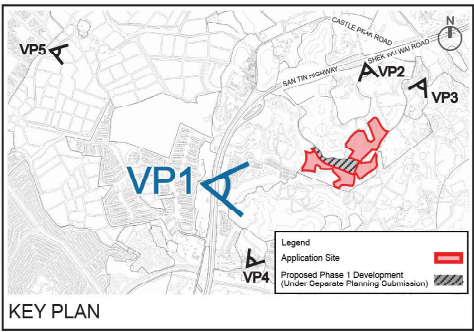 N
CASTLE PEAK ROAD
SHEK WU WAI ROAD
SAN TIN HIGHWAY
VP5
VP2
VP3
VP1
VP4
Legend
Application Site
Proposed Phase 1 Development
(Under Separate Planning Submission)
KEY PLAN